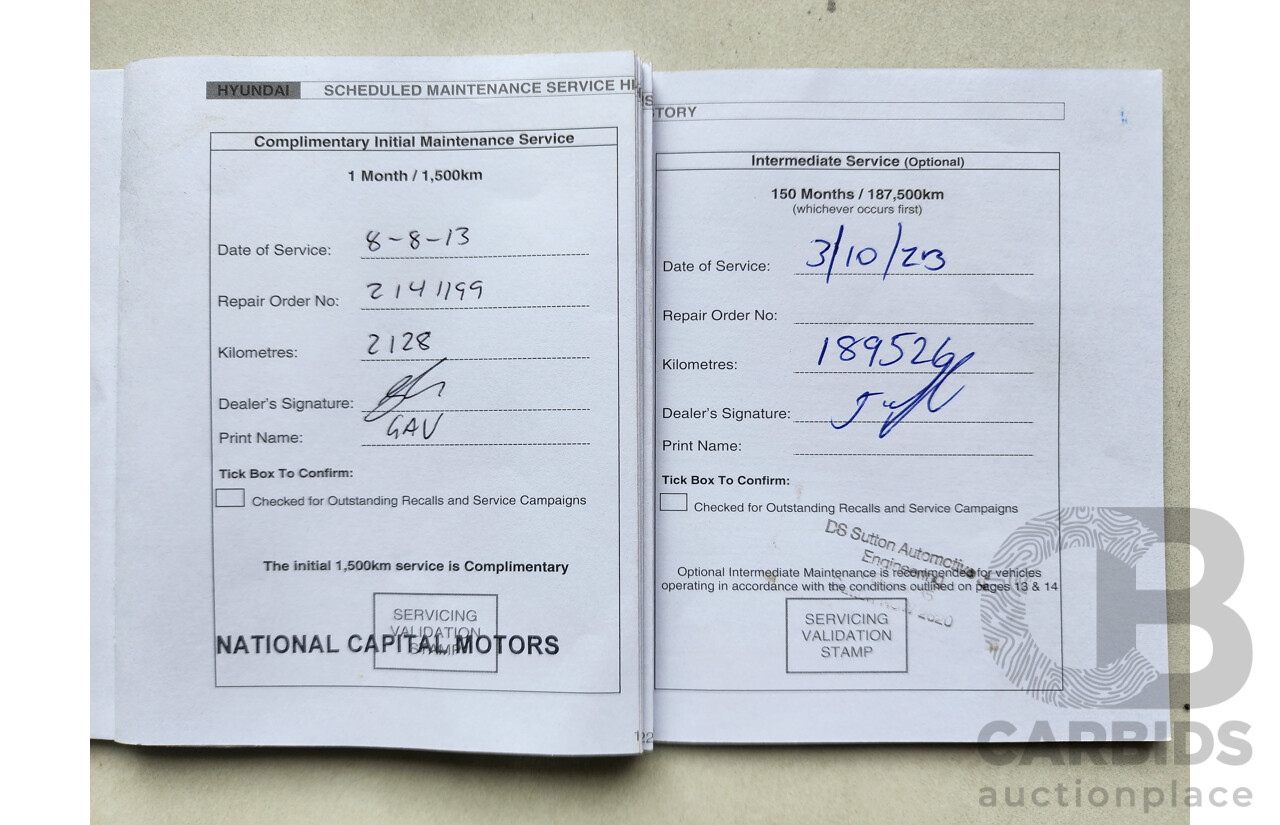 HYUNDAI SCHEDULED MAINTENANCE SERVICE HI
Complimentary Initial Maintenance Service
1 Month / 1,500km
Date of Service: 8-8-13
Repair Order No: 2141199
Kilometres: 2128
Dealer's Signature:
Print Name: GAV
Tick Box To Confirm:
Checked for Outstanding Recalls and Service Campaigns
The initial 1,500km service is Complimentary
SERVICING
VALIDATION
STAMP
NATIONAL CAPITAL MOTORS
ISTORY
Intermediate Service (Optional)
150 Months / 187,500km
(whichever occurs first)
Date of Service: 3/10/23
Repair Order No:
Kilometres: 189526
Dealer's Signature:
Print Name:
Tick Box To Confirm:
Checked for Outstanding Recalls and Service Campaigns
DS Sutton Automotive
Engineering
Optional Intermediate Maintenance is recommended for vehicles
operating in accordance with the conditions outlined on pages 13 & 14
2620
SERVICING
VALIDATION
STAMP
CB
CARBIDS
auctionplace